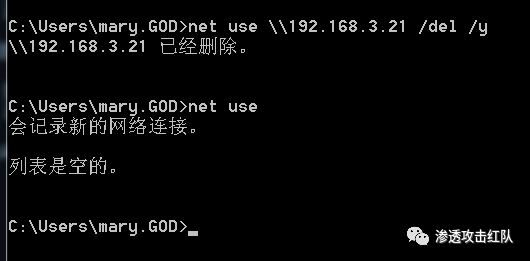 C:\Users\mary.GOD>net use \\192.168.3.21 /del /y
\\192.168.3.21 已经删除。
C:\Users\mary.GOD>net use
会记录新的网络连接。
列表是空的。
C:\Users\mary.GOD>_
渗透攻击红队